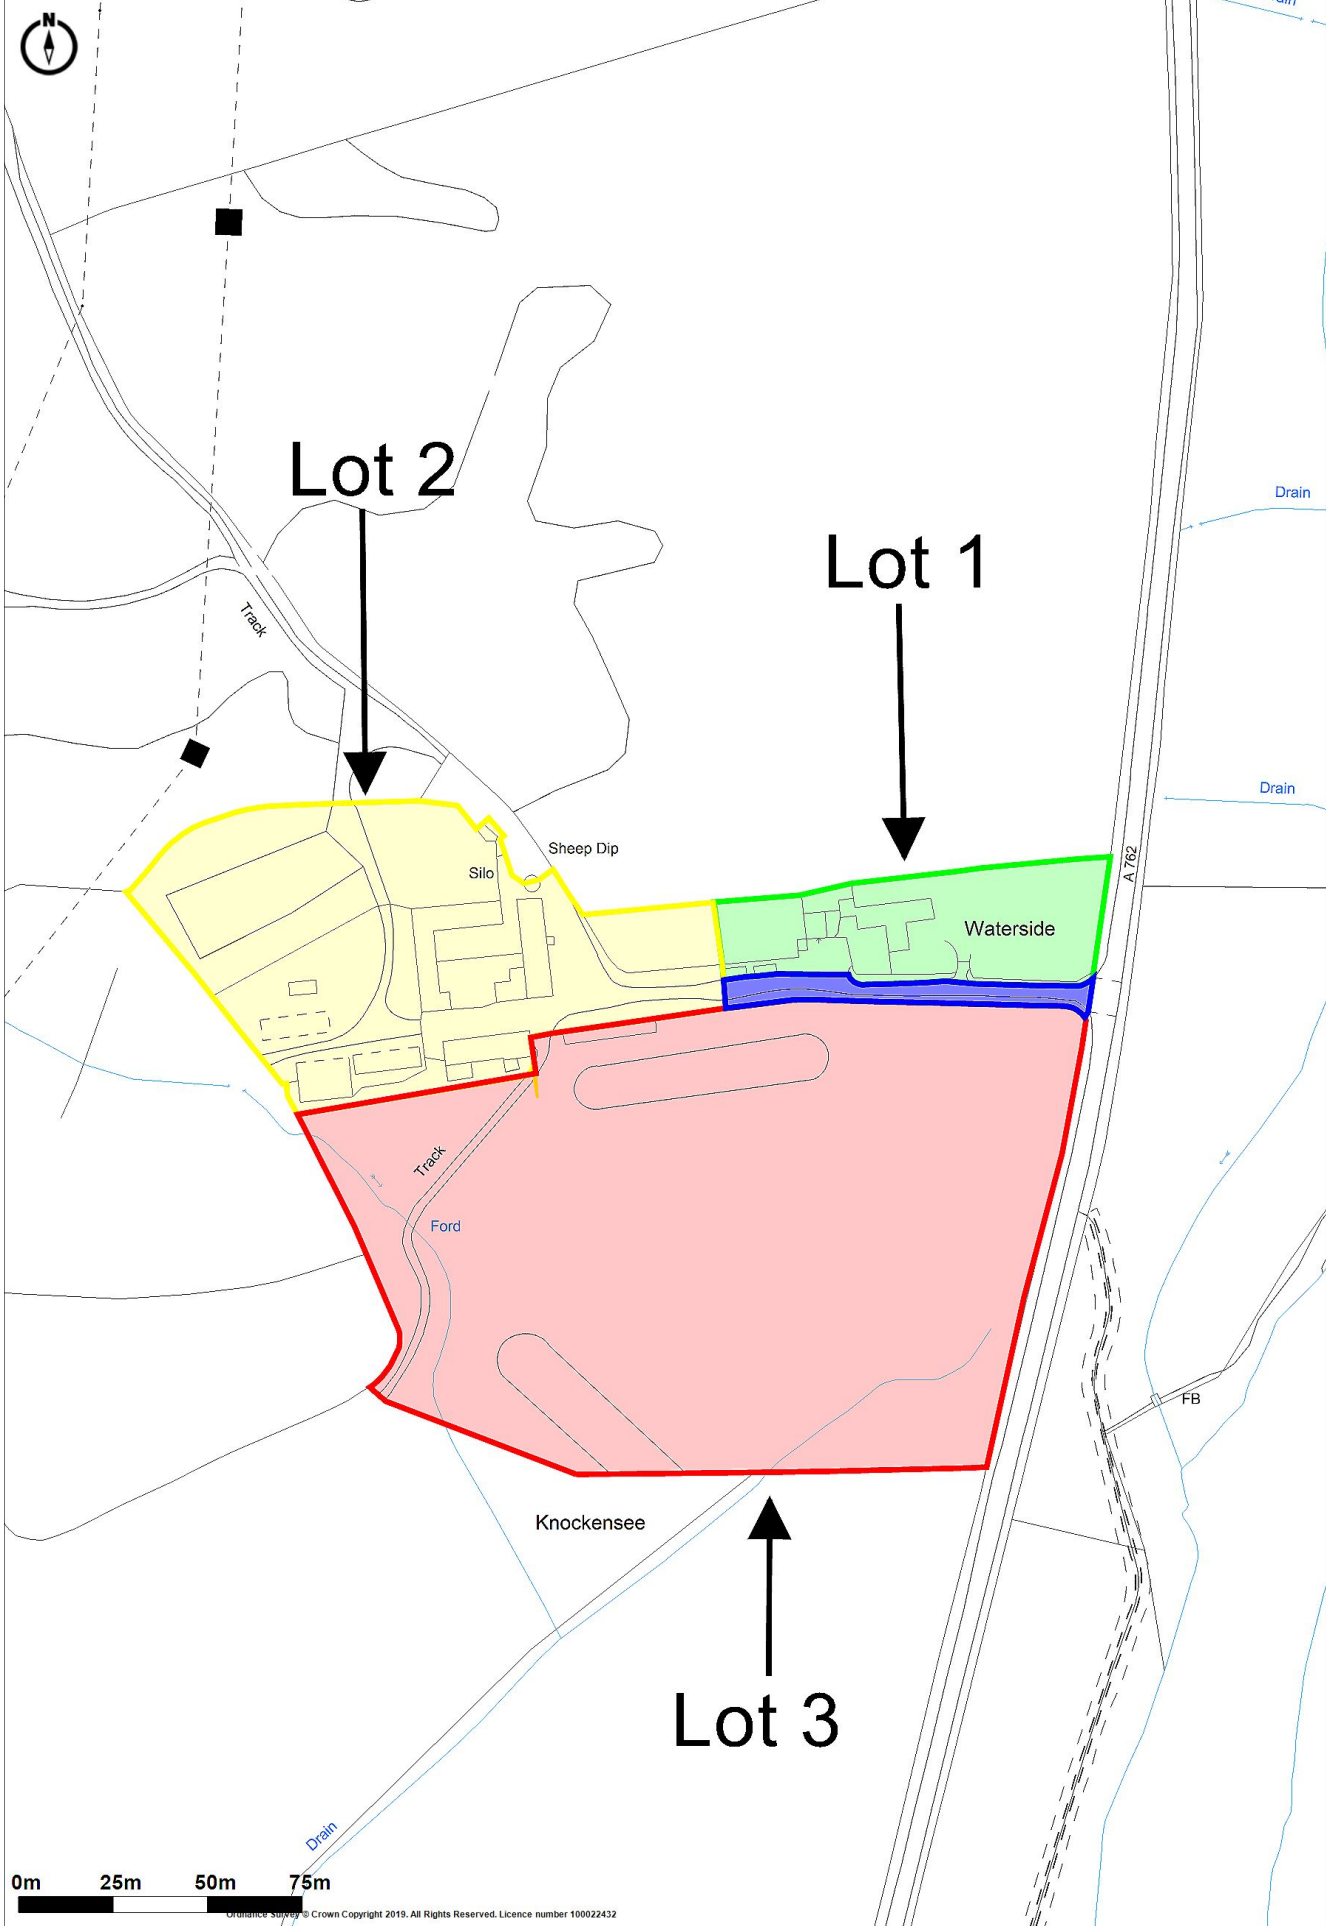 N
Lot 2
Lot 1
Drain
Track
Drain
Sheep Dip
A 762
Silo
Waterside
Track
Ford
FB
Knockensee
Lot 3
Drain
0m 25m 50m 75m
Ordnance Survey © Crown Copyright 2019. All Rights Reserved. Licence number 100022432